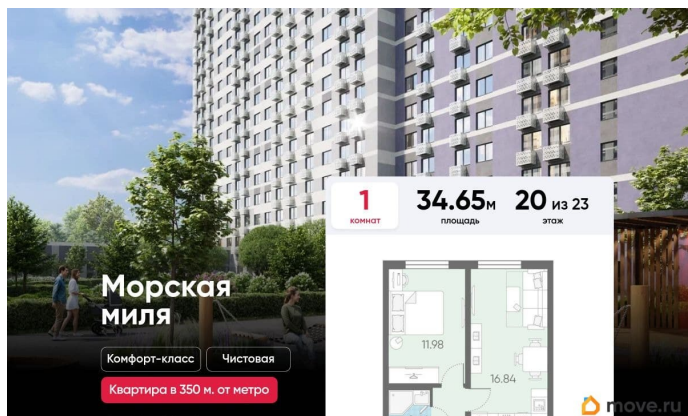 1
комнат
34.65м
площадь
20 из 23
этаж
Морская
миля
Комфорт-класс
Чистовая
Квартира в 350 м. от метро
11.98
16.84
move.ru